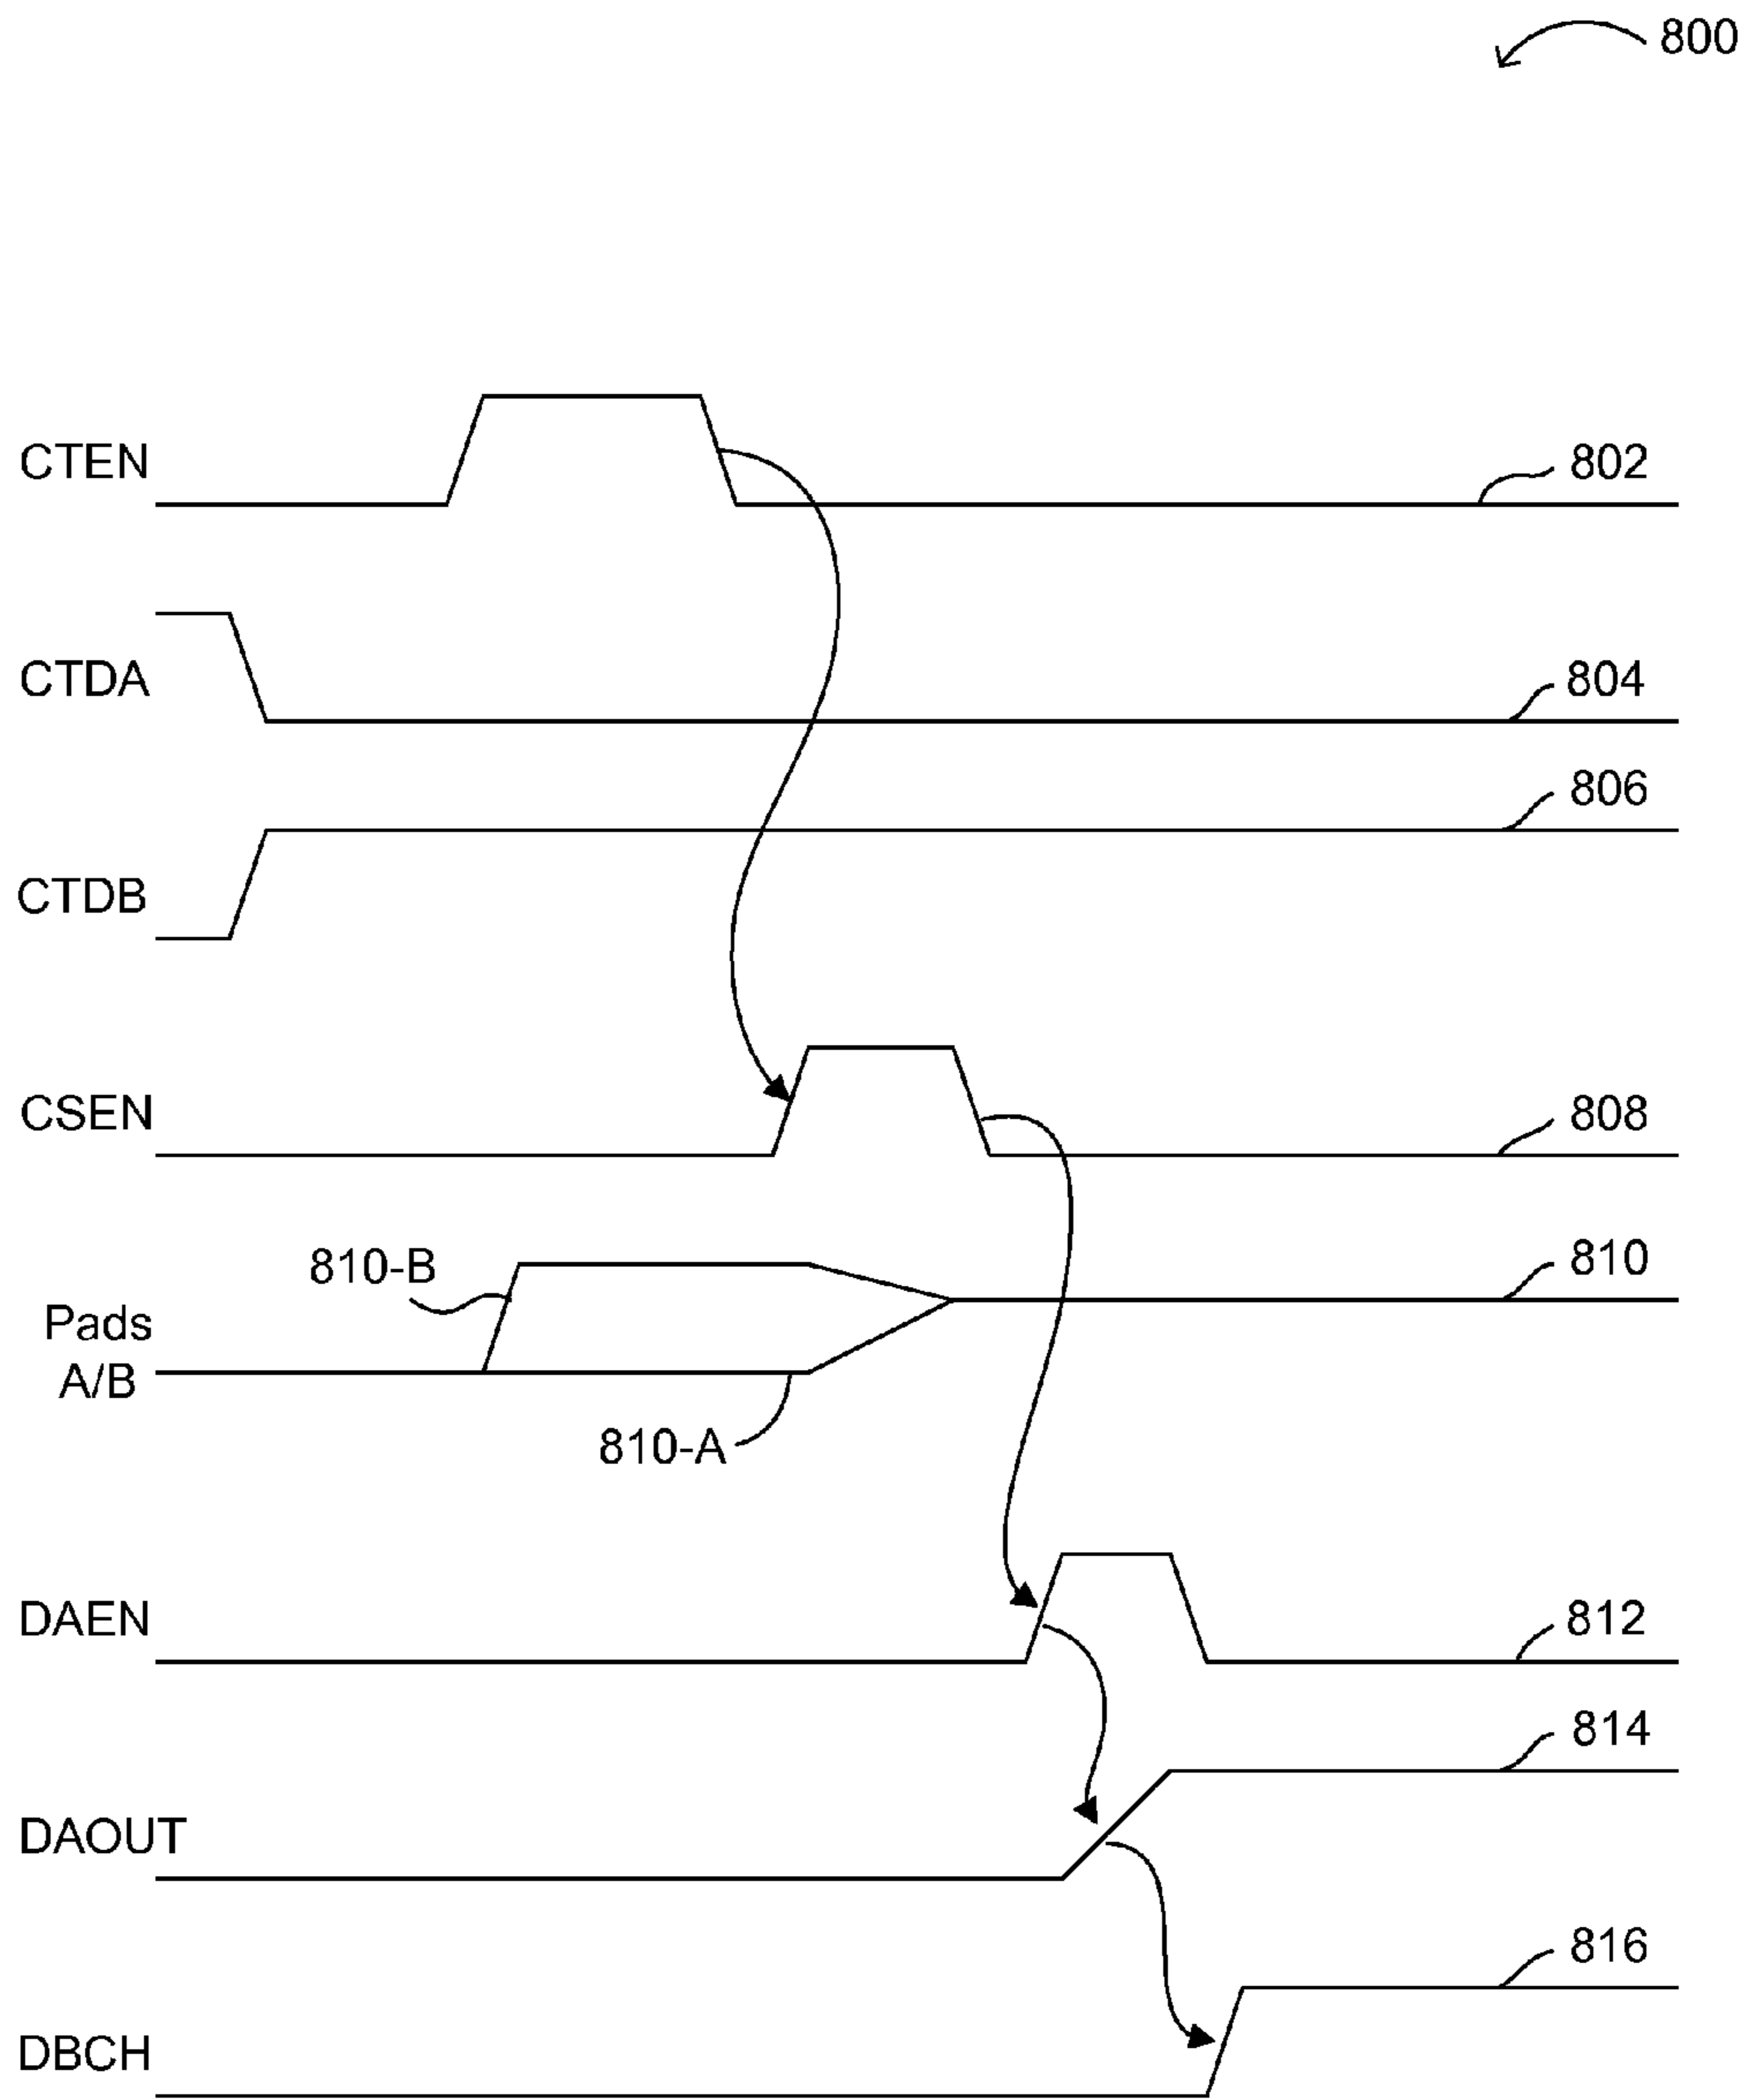 800
CTEN
802
CTDA
804
806
CTDB
CSEN
808
810-B
810
Pads
A/B
810-A
DAEN
812
814
DAOUT
816
DBCH